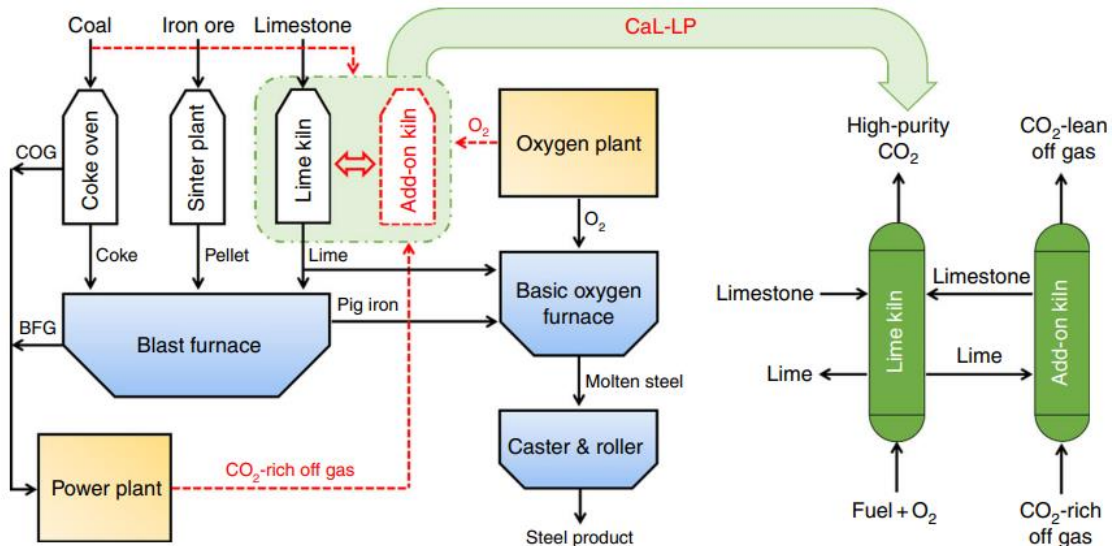 Coal
Iron ore
Limestone
CaL-LP
COG
Coke oven
Sinter plant
Lime kiln
Add-on kiln
O₂
Oxygen plant
O₂
Coke
Pellet
Lime
Pig iron
BFG
Blast furnace
Basic oxygen
furnace
Molten steel
Caster & roller
Steel product
Power plant
CO₂-rich off gas
High-purity
CO₂
CO₂-lean
off gas
Limestone
Limestone
Lime
Lime
Lime kiln
Add-on kiln
Fuel + O₂
CO₂-rich
off gas